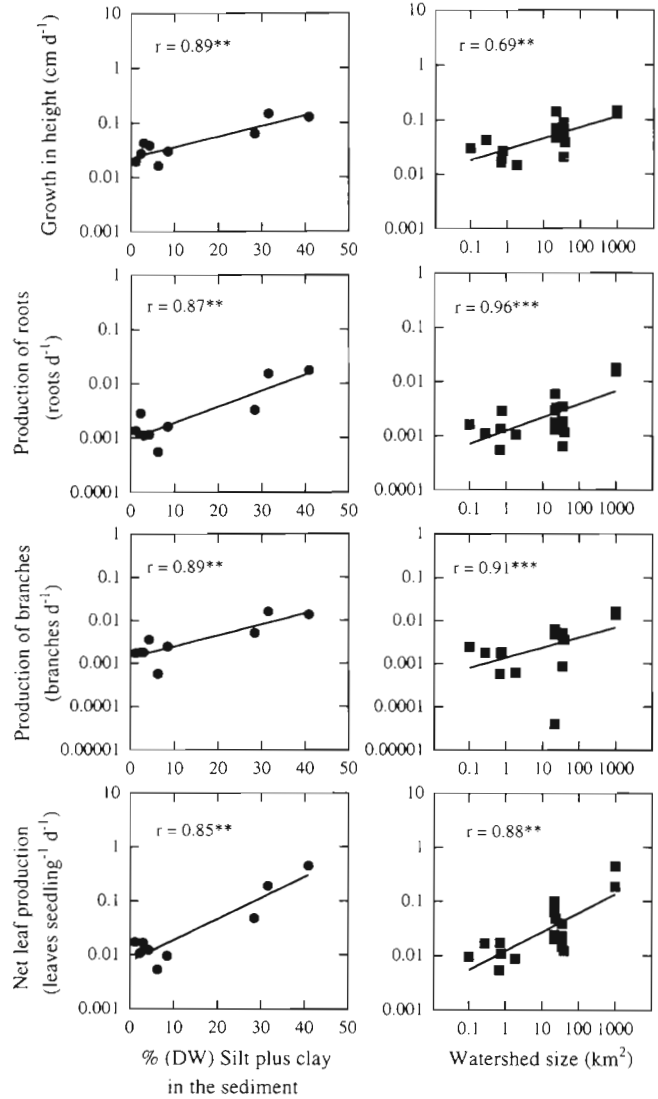 Growth in height (cm d⁻¹)
10
1
0.1
0.01
0.001
r = 0.89**
0 10 20 30 40 50
10
1
0.1
0.01
0.001
r = 0.69**
0.1 1 10 100 1000
Production of roots
(roots d⁻¹)
1
0.1
0.01
0.001
0.0001
r = 0.87**
0 10 20 30 40 50
1
0.1
0.01
0.001
0.0001
r = 0.96***
0.1 1 10 100 1000
Production of branches
(branches d⁻¹)
1
0.1
0.01
0.001
0.0001
0.00001
r = 0.89**
0 10 20 30 40 50
1
0.1
0.01
0.001
0.0001
0.00001
r = 0.91***
0.1 1 10 100 1000
Net leaf production
(leaves seedling⁻¹ d⁻¹)
10
1
0.1
0.01
0.001
r = 0.85**
0 10 20 30 40 50
% (DW) Silt plus clay
in the sediment
10
1
0.1
0.01
0.001
r = 0.88**
0.1 1 10 100 1000
Watershed size (km²)